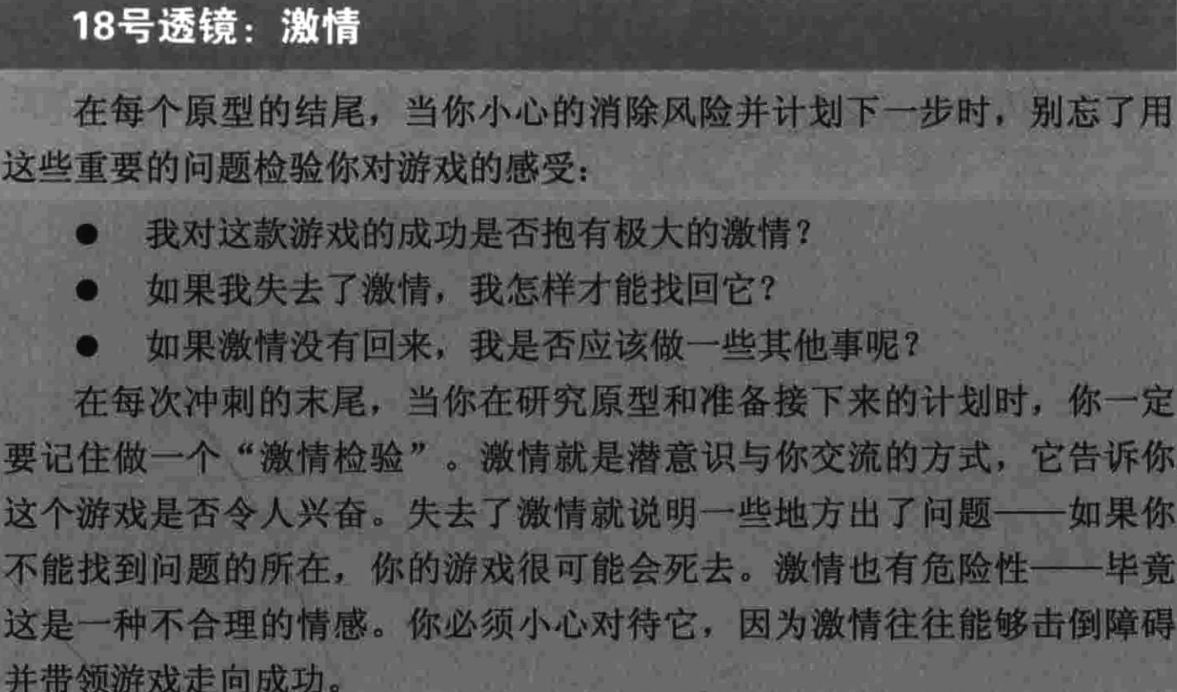 18号透镜：激情
在每个原型的结尾，当你小心的消除风险并计划下一步时，别忘了用
这些重要的问题检验你对游戏的感受：
● 我对这款游戏的成功是否抱有极大的激情？
● 如果我失去了激情，我怎样才能找回它？
● 如果激情没有回来，我是否应该做一些其他事呢？
在每次冲刺的末尾，当你在研究原型和准备接下来的计划时，你一定
要记住做一个“激情检验”。激情就是潜意识与你交流的方式，它告诉你
这个游戏是否令人兴奋。失去了激情就说明一些地方出了问题——如果你
不能找到问题的所在，你的游戏很可能会死去。激情也有危险性——毕竟
这是一种不合理的情感。你必须小心对待它，因为激情往往能够击倒障碍
并带领游戏走向成功。